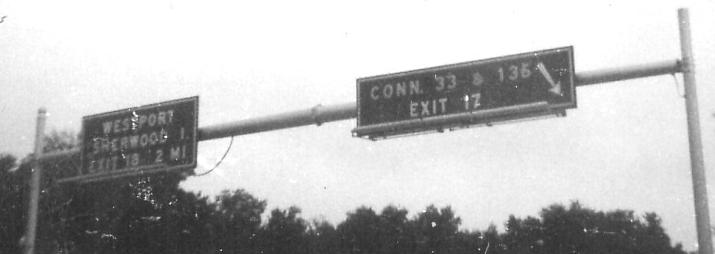 WESTPORT
SHERWOOD I.
EXIT 18 2 MI
CONN. 33 & 136
EXIT 17